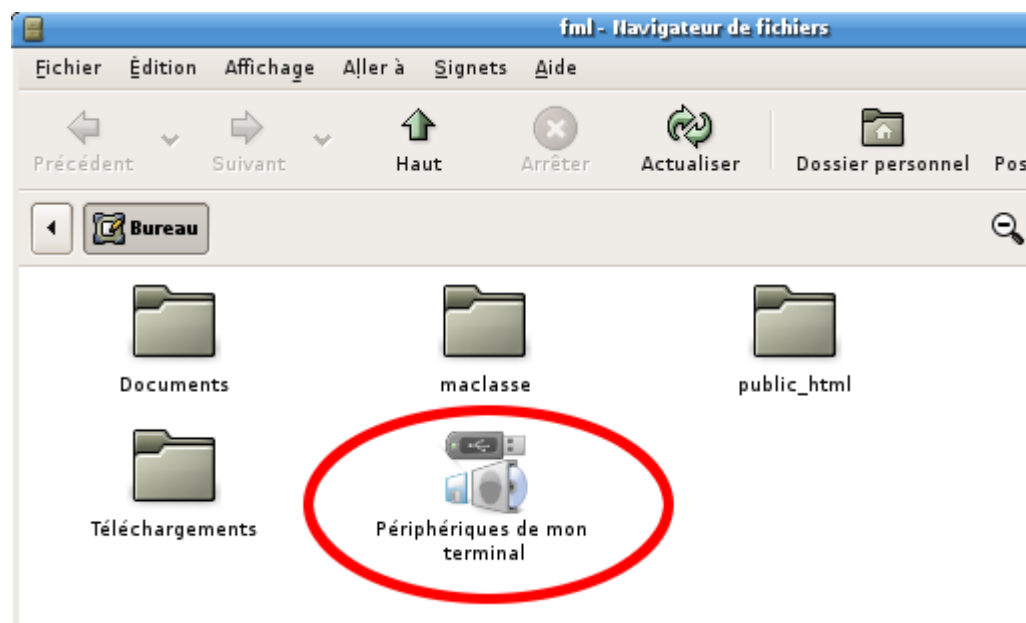 fml - Navigateur de fichiers
Fichier Édition Affichage Aller à Signets Aide
Précédent Suivant Haut Arrêter Actualiser Dossier personnel Pos
Bureau
Documents maclasse public_html
Téléchargements Périphériques de mon
terminal